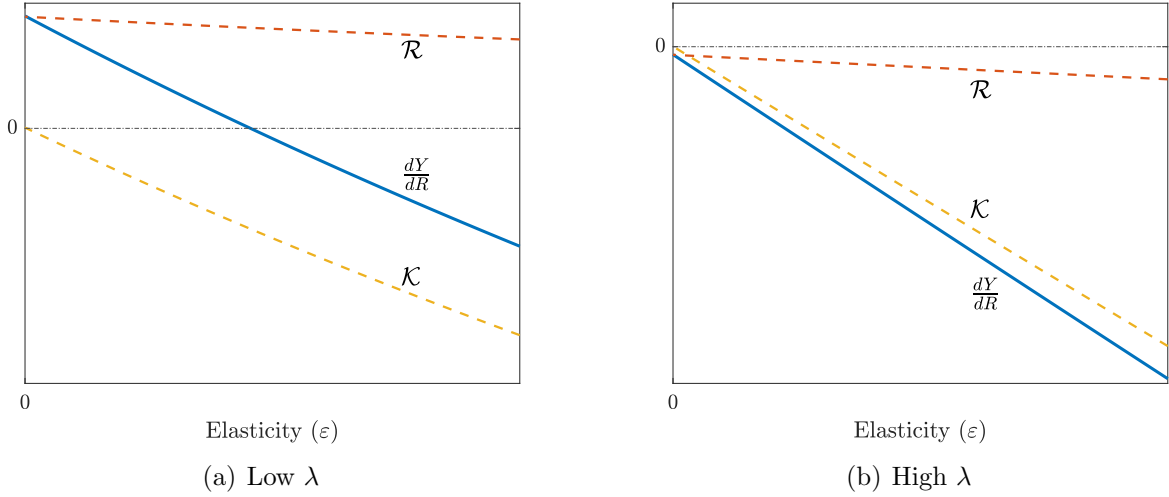 0
ℛ
dY
dR
𝒦
0
Elasticity (ε)
(a) Low λ
0
ℛ
𝒦
dY
dR
0
Elasticity (ε)
(b) High λ